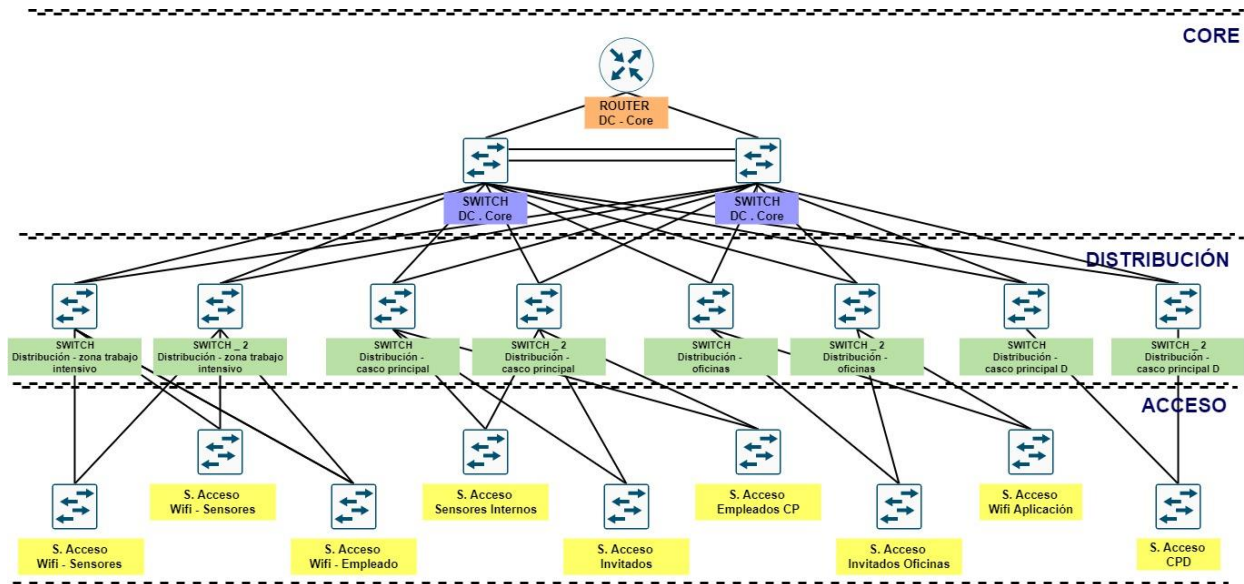 CORE
ROUTER
DC - Core
SWITCH
DC . Core
SWITCH
DC . Core
DISTRIBUCIÓN
SWITCH
Distribución - zona trabajo
intensivo
SWITCH _ 2
Distribución - zona trabajo
intensivo
SWITCH
Distribución -
casco principal
SWITCH _ 2
Distribución -
casco principal
SWITCH
Distribución -
oficinas
SWITCH _ 2
Distribución -
oficinas
SWITCH
Distribución -
casco principal D
SWITCH _ 2
Distribución -
casco principal D
ACCESO
S. Acceso
Wifi - Sensores
S. Acceso
Wifi - Sensores
S. Acceso
Wifi - Empleado
S. Acceso
Sensores Internos
S. Acceso
Invitados
S. Acceso
Empleados CP
S. Acceso
Invitados Oficinas
S. Acceso
Wifi Aplicación
S. Acceso
CPD